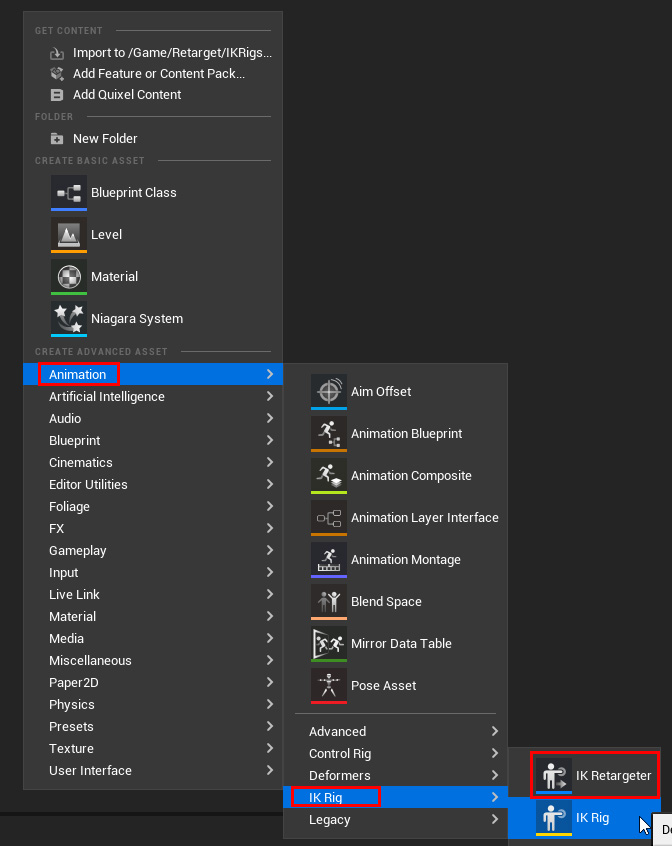 GET CONTENT
Import to /Game/Retarget/IKRigs...
Add Feature or Content Pack...
Add Quixel Content
FOLDER
New Folder
CREATE BASIC ASSET
Blueprint Class
Level
Material
Niagara System
CREATE ADVANCED ASSET
Animation
Artificial Intelligence
Audio
Blueprint
Cinematics
Editor Utilities
Foliage
FX
Gameplay
Input
Live Link
Material
Media
Miscellaneous
Paper2D
Physics
Presets
Texture
User Interface
Aim Offset
Animation Blueprint
Animation Composite
Animation Layer Interface
Animation Montage
Blend Space
Mirror Data Table
Pose Asset
Advanced
Control Rig
Deformers
IK Rig
Legacy
IK Retargeter
IK Rig